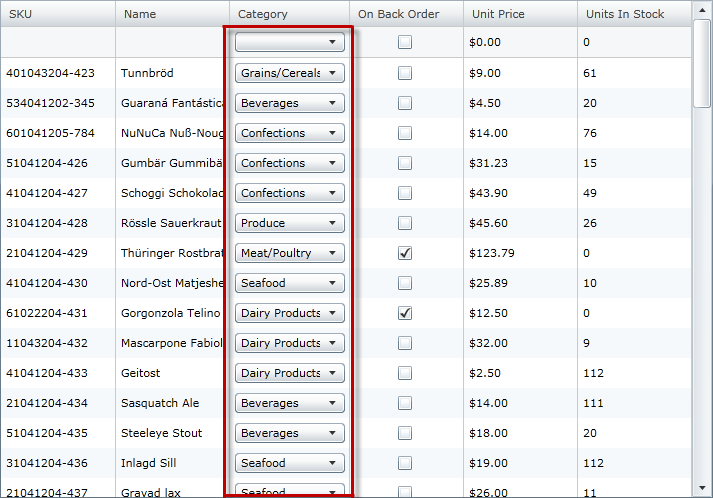 SKU Name Category On Back Order Unit Price Units In Stock
$0.00 0
401043204-423 Tunnbröd Grains/Cereals $9.00 61
534041202-345 Guaraná Fantástica Beverages $4.50 20
601041205-784 NuNuCa Nuß-Noug Confections $14.00 76
51041204-426 Gumbär Gummibä Confections $31.23 15
41041204-427 Schoggi Schokolad Confections $43.90 49
31041204-428 Rössle Sauerkraut Produce $45.60 26
21041204-429 Thüringer Rostbrat Meat/Poultry $123.79 0
41041204-430 Nord-Ost Matjeshe Seafood $25.89 10
61022204-431 Gorgonzola Telino Dairy Products $12.50 0
11043204-432 Mascarpone Fabiol Dairy Products $32.00 9
41041204-433 Geitost Dairy Products $2.50 112
21041204-434 Sasquatch Ale Beverages $14.00 111
51041204-435 Steeleye Stout Beverages $18.00 20
31041204-436 Inlagd Sill Seafood $19.00 112
21041204-437 Gravad lax Seafood $26.00 11